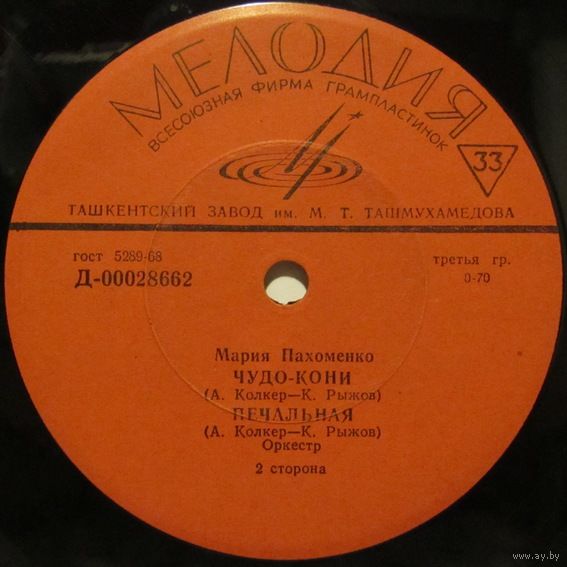 МЕЛОДИЯ
ВСЕСОЮЗНАЯ ФИРМА ГРАМПЛАСТИНОК
33
ТАШКЕНТСКИЙ ЗАВОД им. М. Т. ТАШМУХАМЕДОВА
гост 5289-68
Д-00028662
третья гр.
0-70
Мария Пахоменко
ЧУДО-КОНИ
(А. Колкер—К. Рыжов)
ПЕЧАЛЬНАЯ
(А. Колкер—К. Рыжов)
Оркестр
2 сторона
www.ay.by